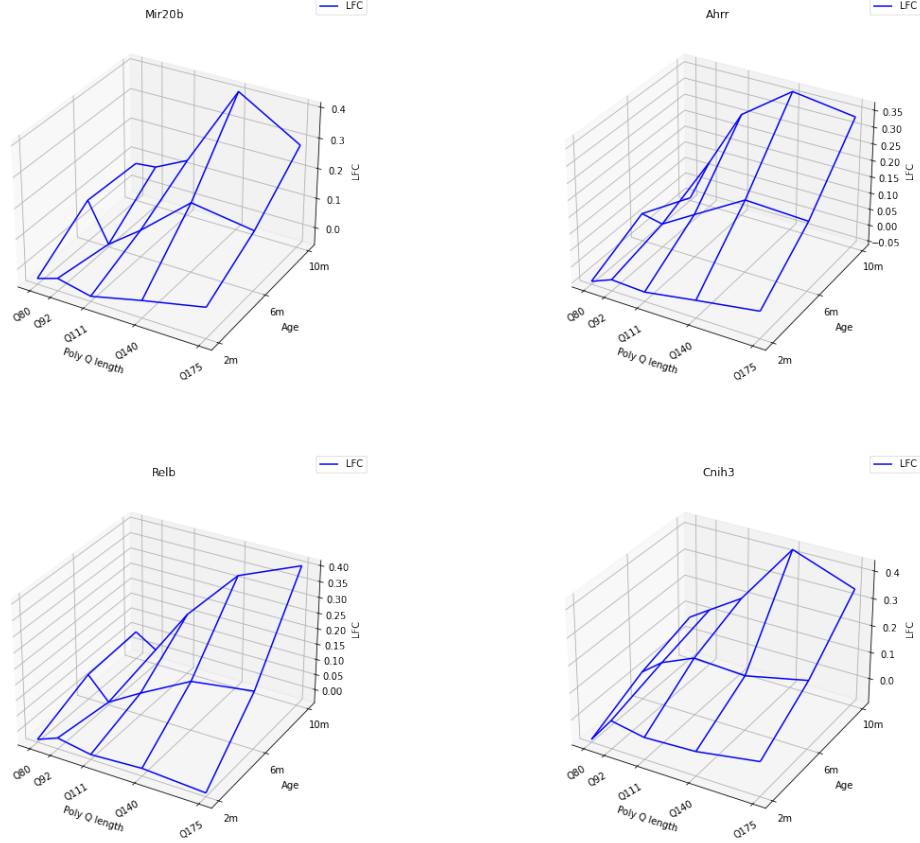 LFC
Mir20b
0.4
0.3
0.2
0.1
0.0
LFC
10m
6m
2m
Age
Q80
Q92
Q111
Q140
Q175
Poly Q length
LFC
Ahrr
0.35
0.30
0.25
0.20
0.15
0.10
0.05
0.00
−0.05
LFC
10m
6m
2m
Age
Q80
Q92
Q111
Q140
Q175
Poly Q length
LFC
Relb
0.40
0.35
0.30
0.25
0.20
0.15
0.10
0.05
0.00
LFC
10m
6m
2m
Age
Q80
Q92
Q111
Q140
Q175
Poly Q length
LFC
Cnih3
0.4
0.3
0.2
0.1
0.0
LFC
10m
6m
2m
Age
Q80
Q92
Q111
Q140
Q175
Poly Q length